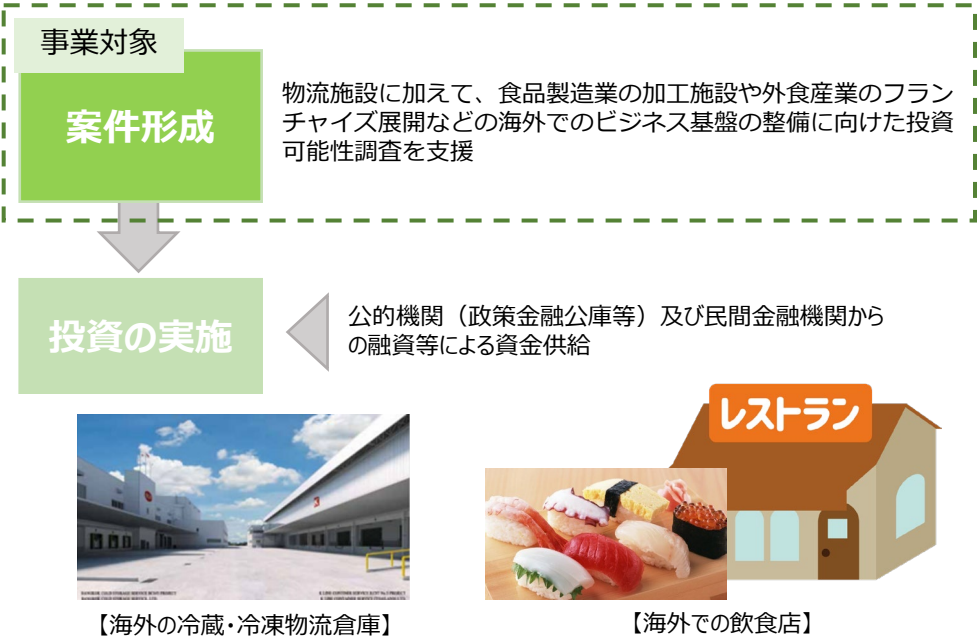 事業対象
案件形成
物流施設に加えて、食品製造業の加工施設や外食産業のフラン
チャイズ展開などの海外でのビジネス基盤の整備に向けた投資
可能性調査を支援
投資の実施
公的機関（政策金融公庫等）及び民間金融機関から
の融資等による資金供給
レストラン
【海外の冷蔵・冷凍物流倉庫】
【海外での飲食店】